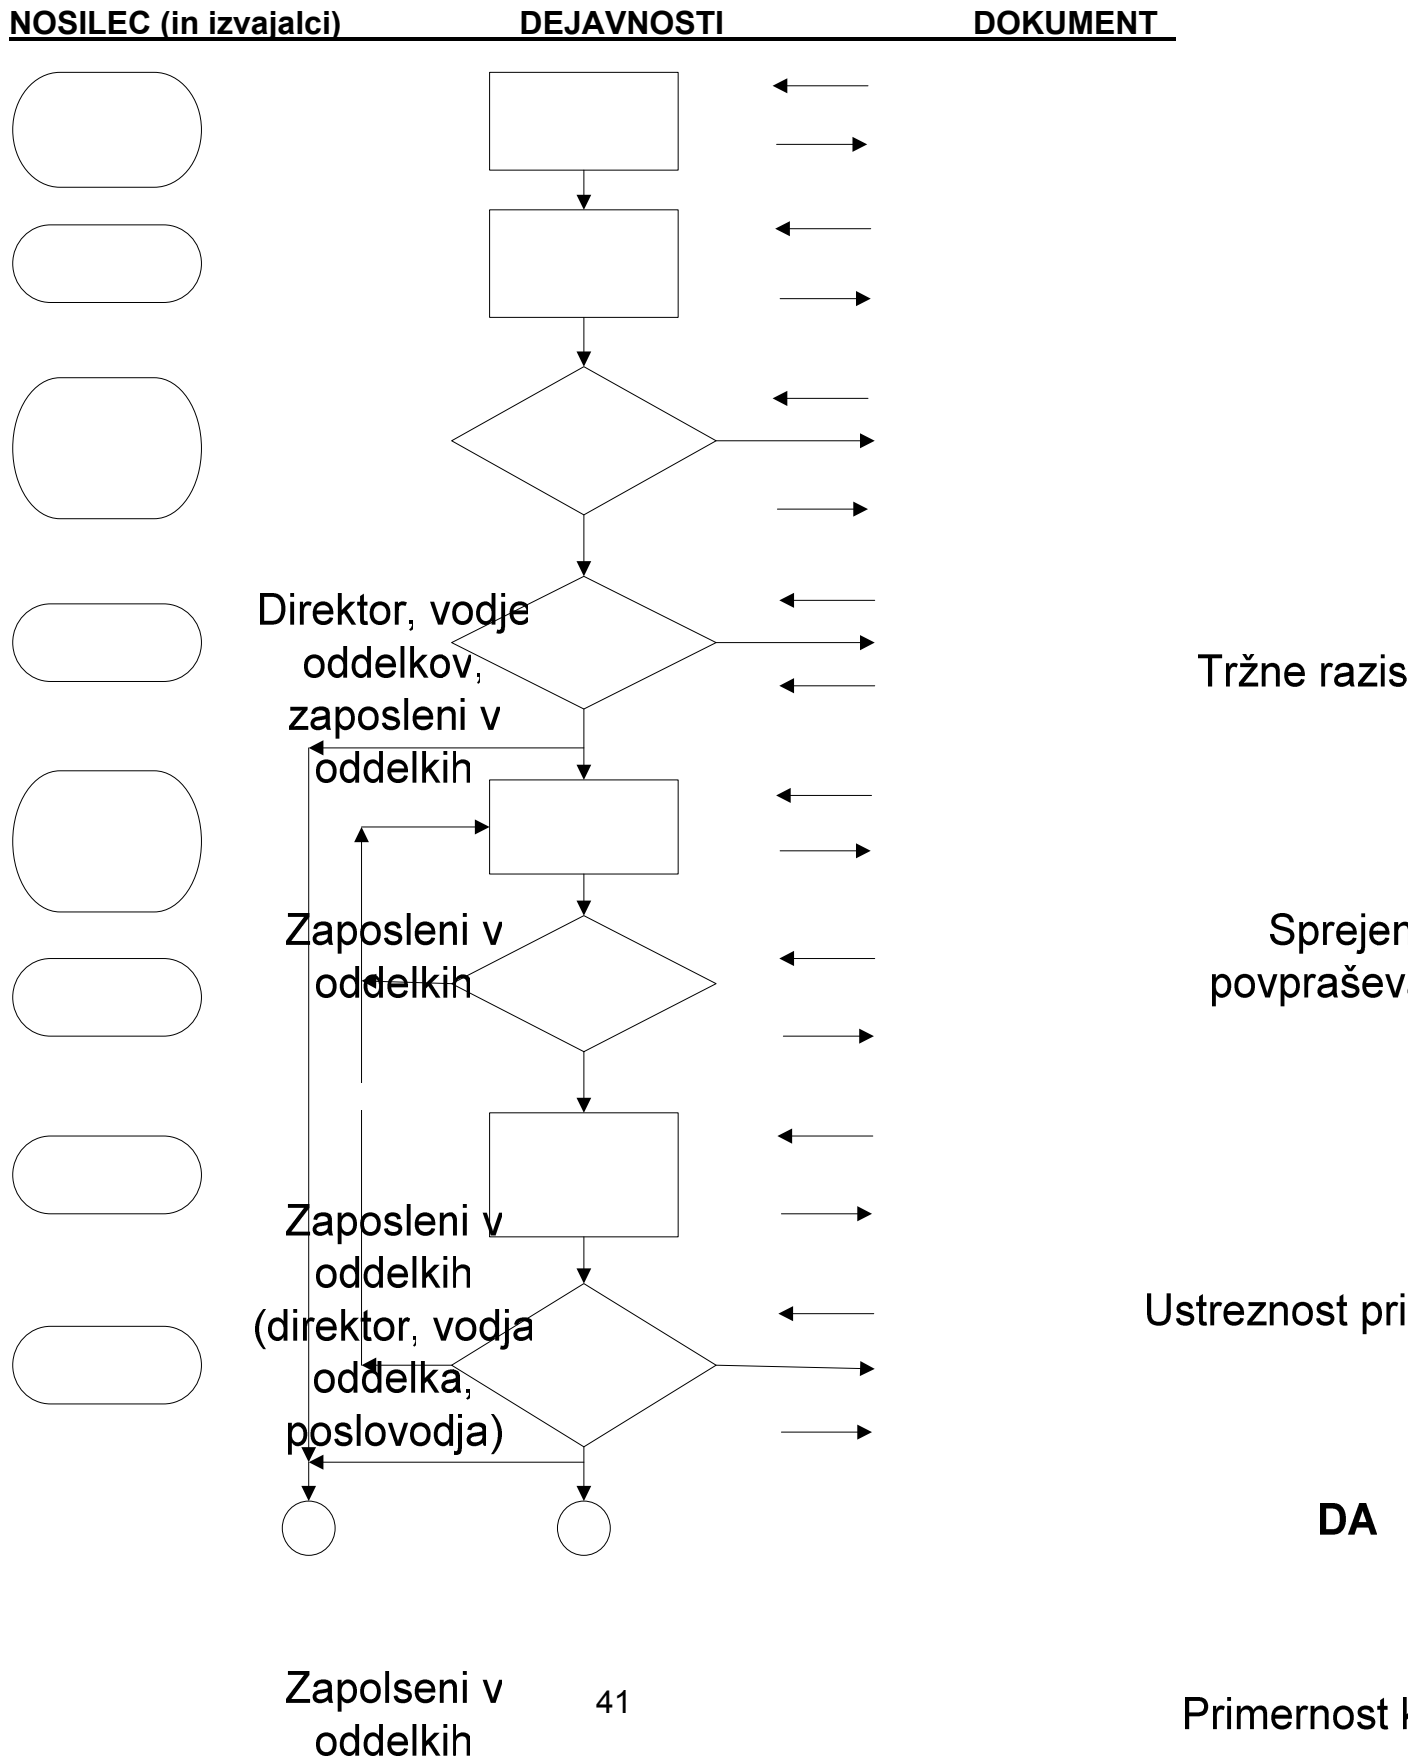 NOSILEC (in izvajalci) DEJAVNOSTI DOKUMENT
Direktor, vodje
oddelkov,
zaposleni v
oddelkih
Tržne razis
Zaposleni v
oddelkih
Sprejem
povpraševa
Zaposleni v
oddelkih
(direktor, vodja
oddelka,
poslovodja)
Ustreznost pri
DA
Zapolseni v
oddelkih
41
Primernost k